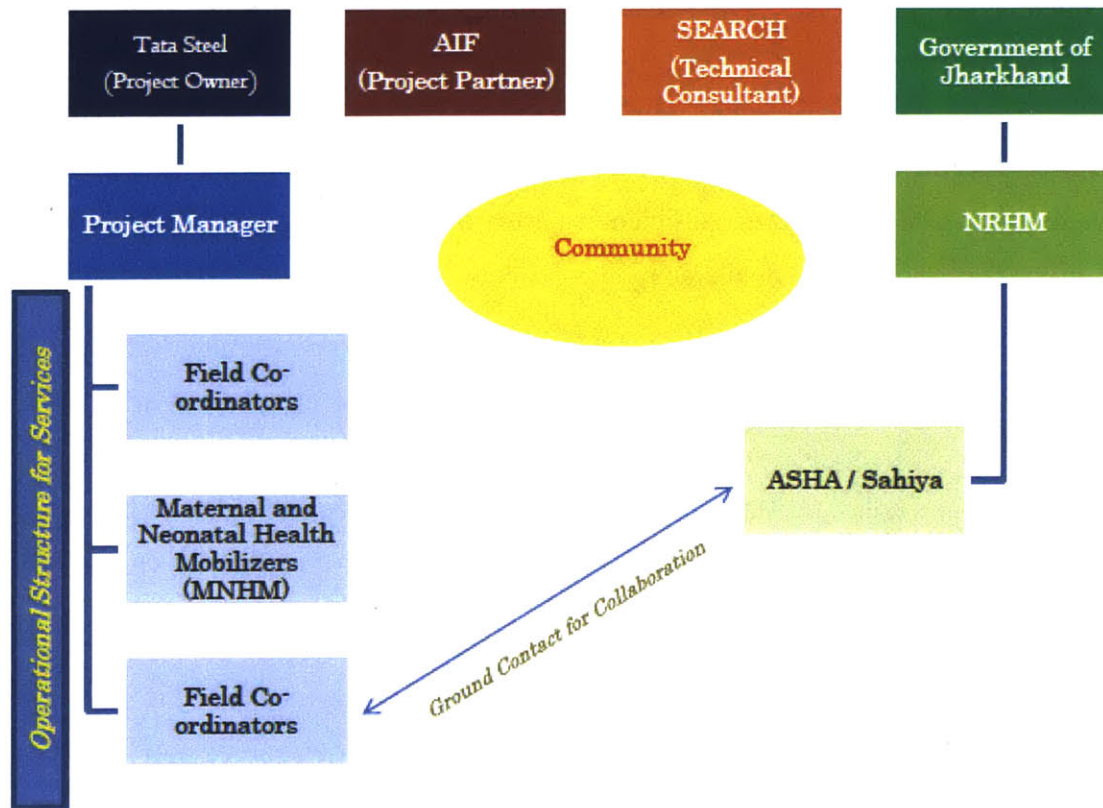 Tata Steel
(Project Owner)
AIF
(Project Partner)
SEARCH
(Technical
Consultant)
Government of
Jharkhand
Project Manager
Community
NRHM
Operational Structure for Services
Field Co-
ordinators
ASHA / Sahiya
Maternal and
Neonatal Health
Mobilizers
(MNHM)
Ground Contact for Collaboration
Field Co-
ordinators